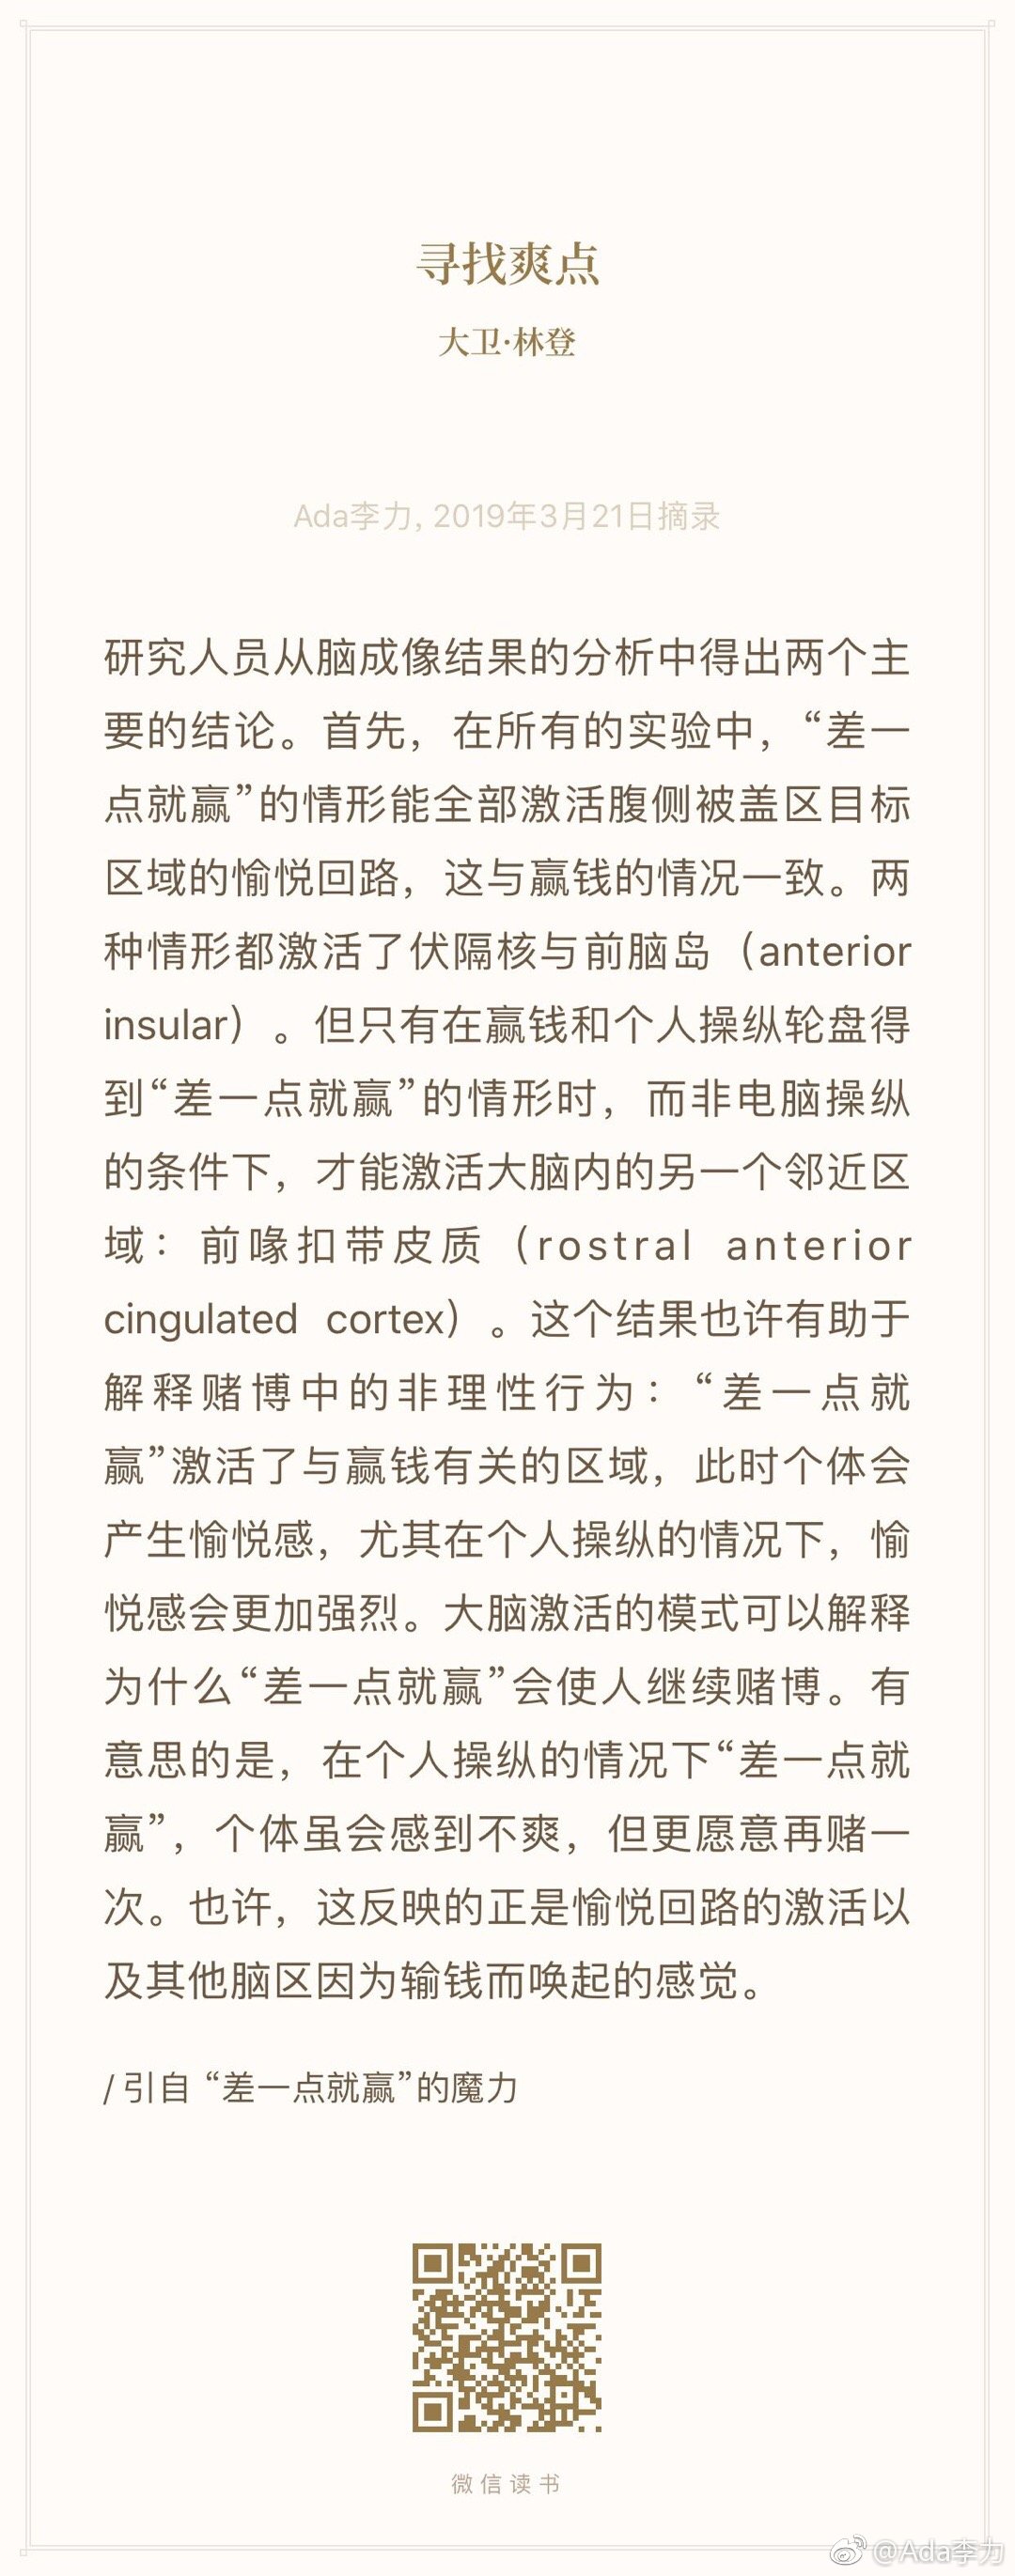 寻找爽点
大卫·林登
Ada李力, 2019年3月21日摘录
研究人员从脑成像结果的分析中得出两个主
要的结论。首先，在所有的实验中，“差一
点就赢”的情形能全部激活腹侧被盖区目标
区域的愉悦回路，这与赢钱的情况一致。两
种情形都激活了伏隔核与前脑岛（anterior
insular）。但只有在赢钱和个人操纵轮盘得
到“差一点就赢”的情形时，而非电脑操纵
的条件下，才能激活大脑内的另一个邻近区
域：前喙扣带皮质（rostral anterior
cingulated cortex）。这个结果也许有助于
解释赌博中的非理性行为：“差一点就
赢”激活了与赢钱有关的区域，此时个体会
产生愉悦感，尤其在个人操纵的情况下，愉
悦感会更加强烈。大脑激活的模式可以解释
为什么“差一点就赢”会使人继续赌博。有
意思的是，在个人操纵的情况下“差一点就
赢”，个体虽会感到不爽，但更愿意再赌一
次。也许，这反映的正是愉悦回路的激活以
及其他脑区因为输钱而唤起的感觉。
/ 引自 “差一点就赢”的魔力
微信读书
@Ada李力